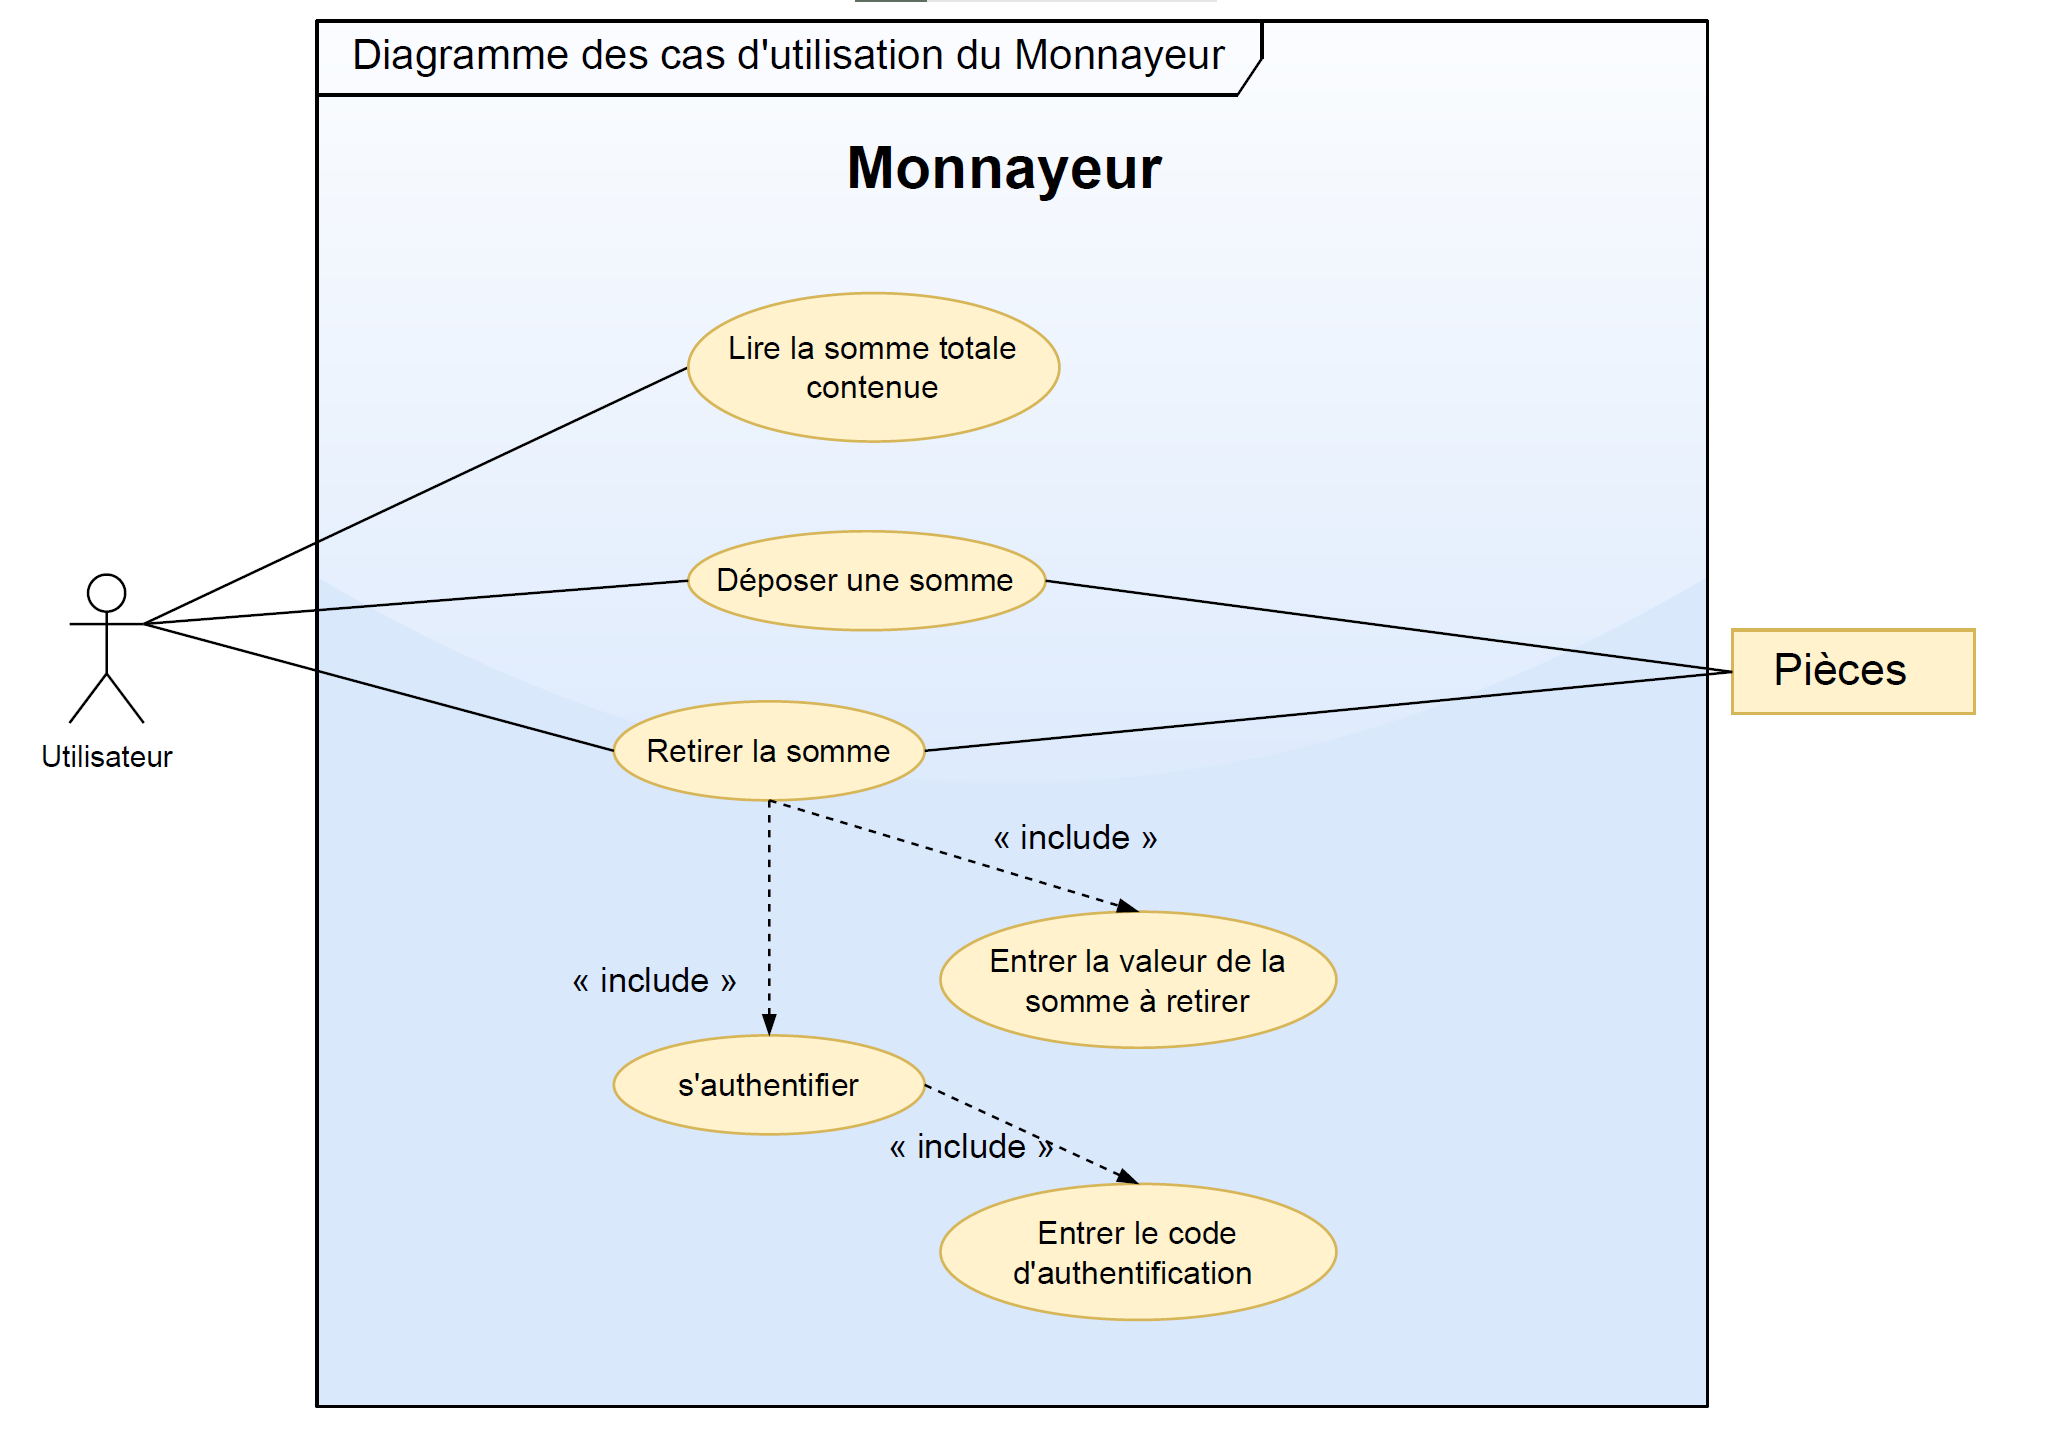 Diagramme des cas d'utilisation du Monnayeur
Monnayeur
Lire la somme totale
contenue
Déposer une somme
Pièces
Utilisateur
Retirer la somme
« include »
Entrer la valeur de la
somme à retirer
« include »
s'authentifier
« include »
Entrer le code
d'authentification